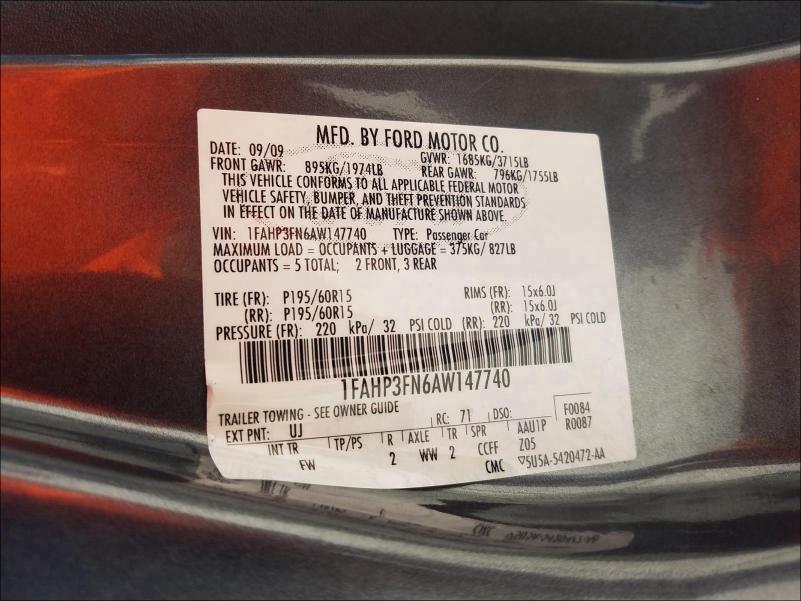 MFD. BY FORD MOTOR CO.
DATE: 09/09 GVWR: 1685KG/3715LB
FRONT GAWR: 895KG/1974LB REAR GAWR: 796KG/1755LB
THIS VEHICLE CONFORMS TO ALL APPLICABLE FEDERAL MOTOR
VEHICLE SAFETY, BUMPER, AND THEFT PREVENTION STANDARDS
IN EFFECT ON THE DATE OF MANUFACTURE SHOWN ABOVE.
VIN: 1FAHP3FN6AW147740 TYPE: Passenger Car
MAXIMUM LOAD = OCCUPANTS + LUGGAGE = 375KG/ 827LB
OCCUPANTS = 5 TOTAL; 2 FRONT, 3 REAR
TIRE (FR): P195/60R15 RIMS (FR): 15x6.0J
(RR): P195/60R15 (RR): 15x6.0J
PRESSURE (FR): 220 kPa/ 32 PSI COLD (RR): 220 kPa/ 32 PSI COLD
1FAHP3FN6AW147740
TRAILER TOWING - SEE OWNER GUIDE
EXT PNT: UJ RC: 71 DSO: F0084
INT TR TP/PS R AXLE TR SPR AAU1P R0087
FW 2 WW 2 CCFF Z05
CMC ▽5U5A-5420472-AA